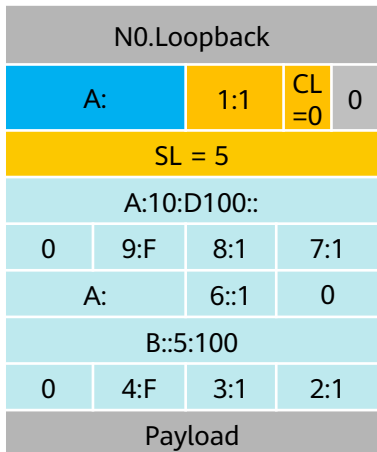 N0.Loopback
A: 1:1 CL =0 0
SL = 5
A:10:D100::
0 9:F 8:1 7:1
A: 6::1 0
B::5:100
0 4:F 3:1 2:1
Payload